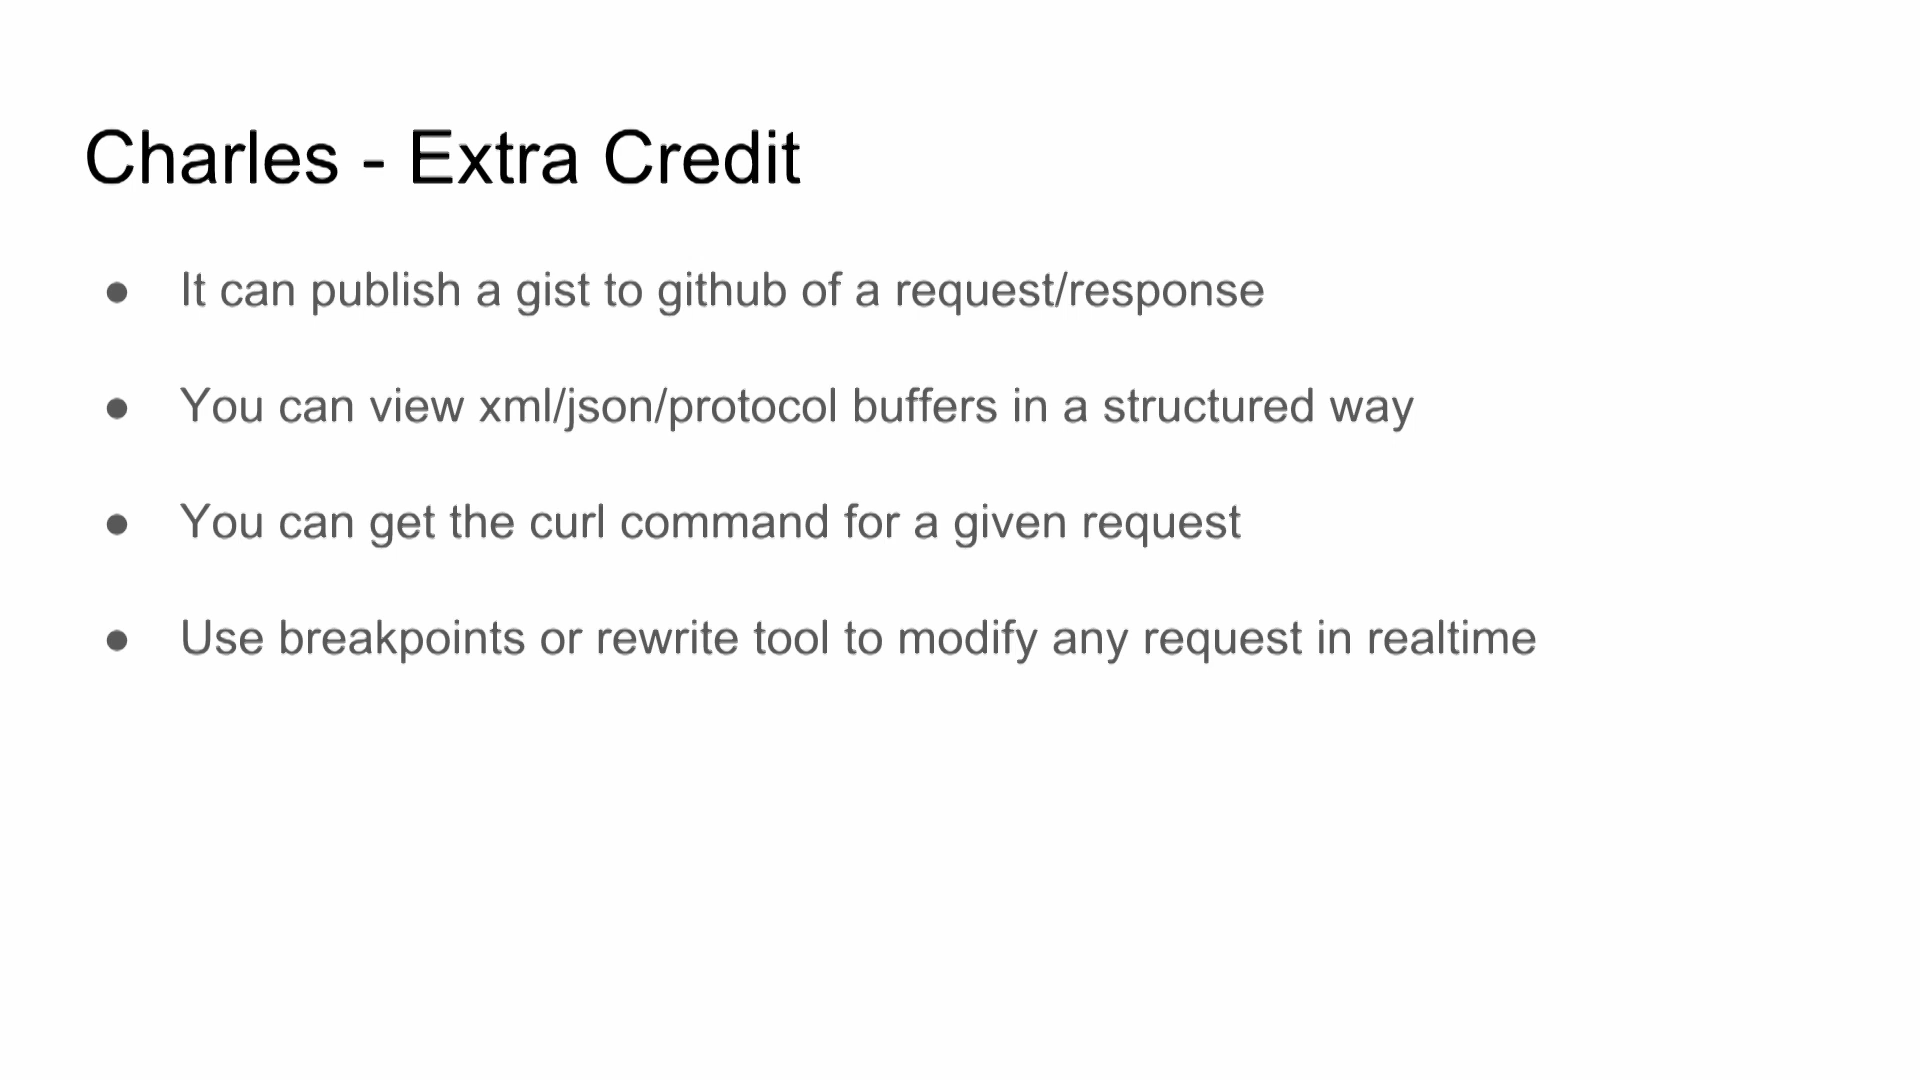 Charles - Extra Credit
● It can publish a gist to github of a request/response
● You can view xml/json/protocol buffers in a structured way
● You can get the curl command for a given request
● Use breakpoints or rewrite tool to modify any request in realtime